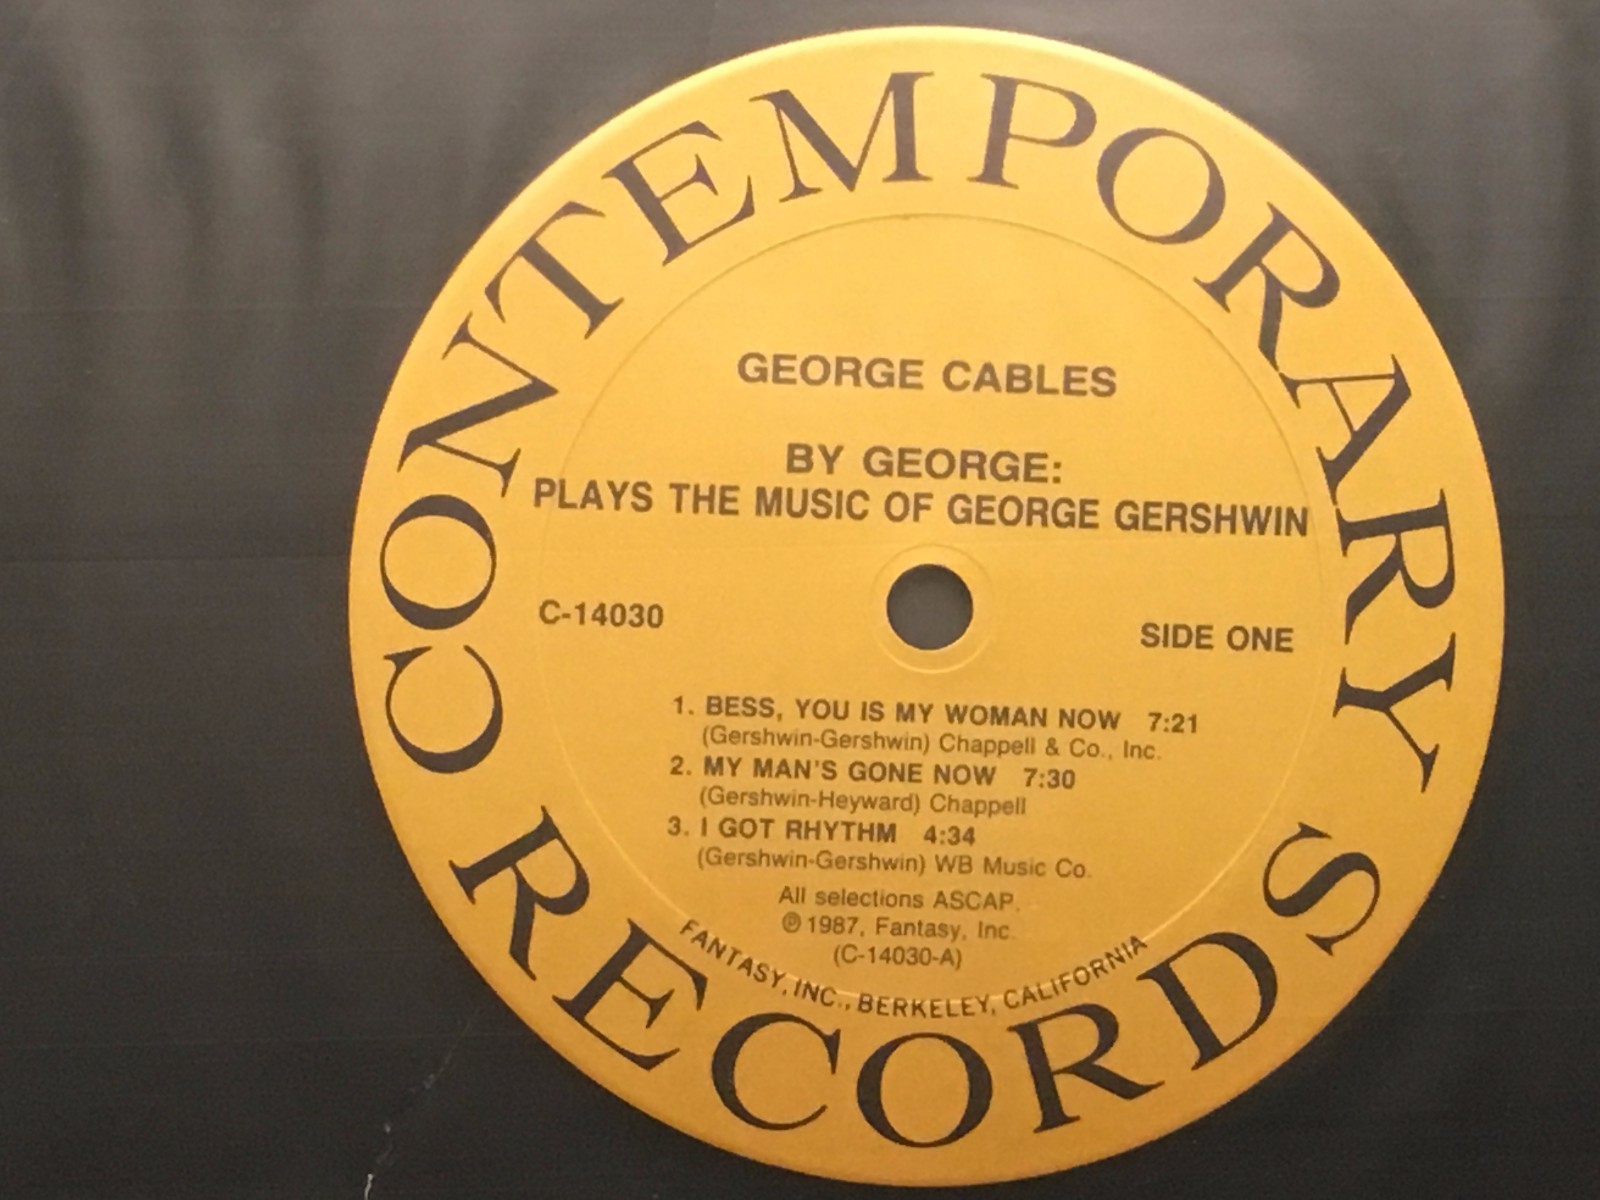 CONTEMPORARY
GEORGE CABLES
BY GEORGE:
PLAYS THE MUSIC OF GEORGE GERSHWIN
C-14030
SIDE ONE
1. BESS, YOU IS MY WOMAN NOW 7:21
(Gershwin-Gershwin) Chappell & Co., Inc.
2. MY MAN'S GONE NOW 7:30
(Gershwin-Heyward) Chappell
3. I GOT RHYTHM 4:34
(Gershwin-Gershwin) WB Music Co.
All selections ASCAP.
℗ 1987, Fantasy, Inc.
(C-14030-A)
FANTASY, INC., BERKELEY, CALIFORNIA
RECORDS